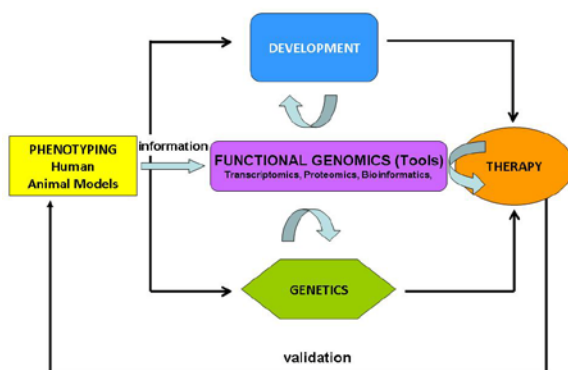 DEVELOPMENT
PHENOTYPING
Human
Animal Models
information
FUNCTIONAL GENOMICS (Tools)
Transcriptomics, Proteomics, Bioinformatics,
THERAPY
GENETICS
validation